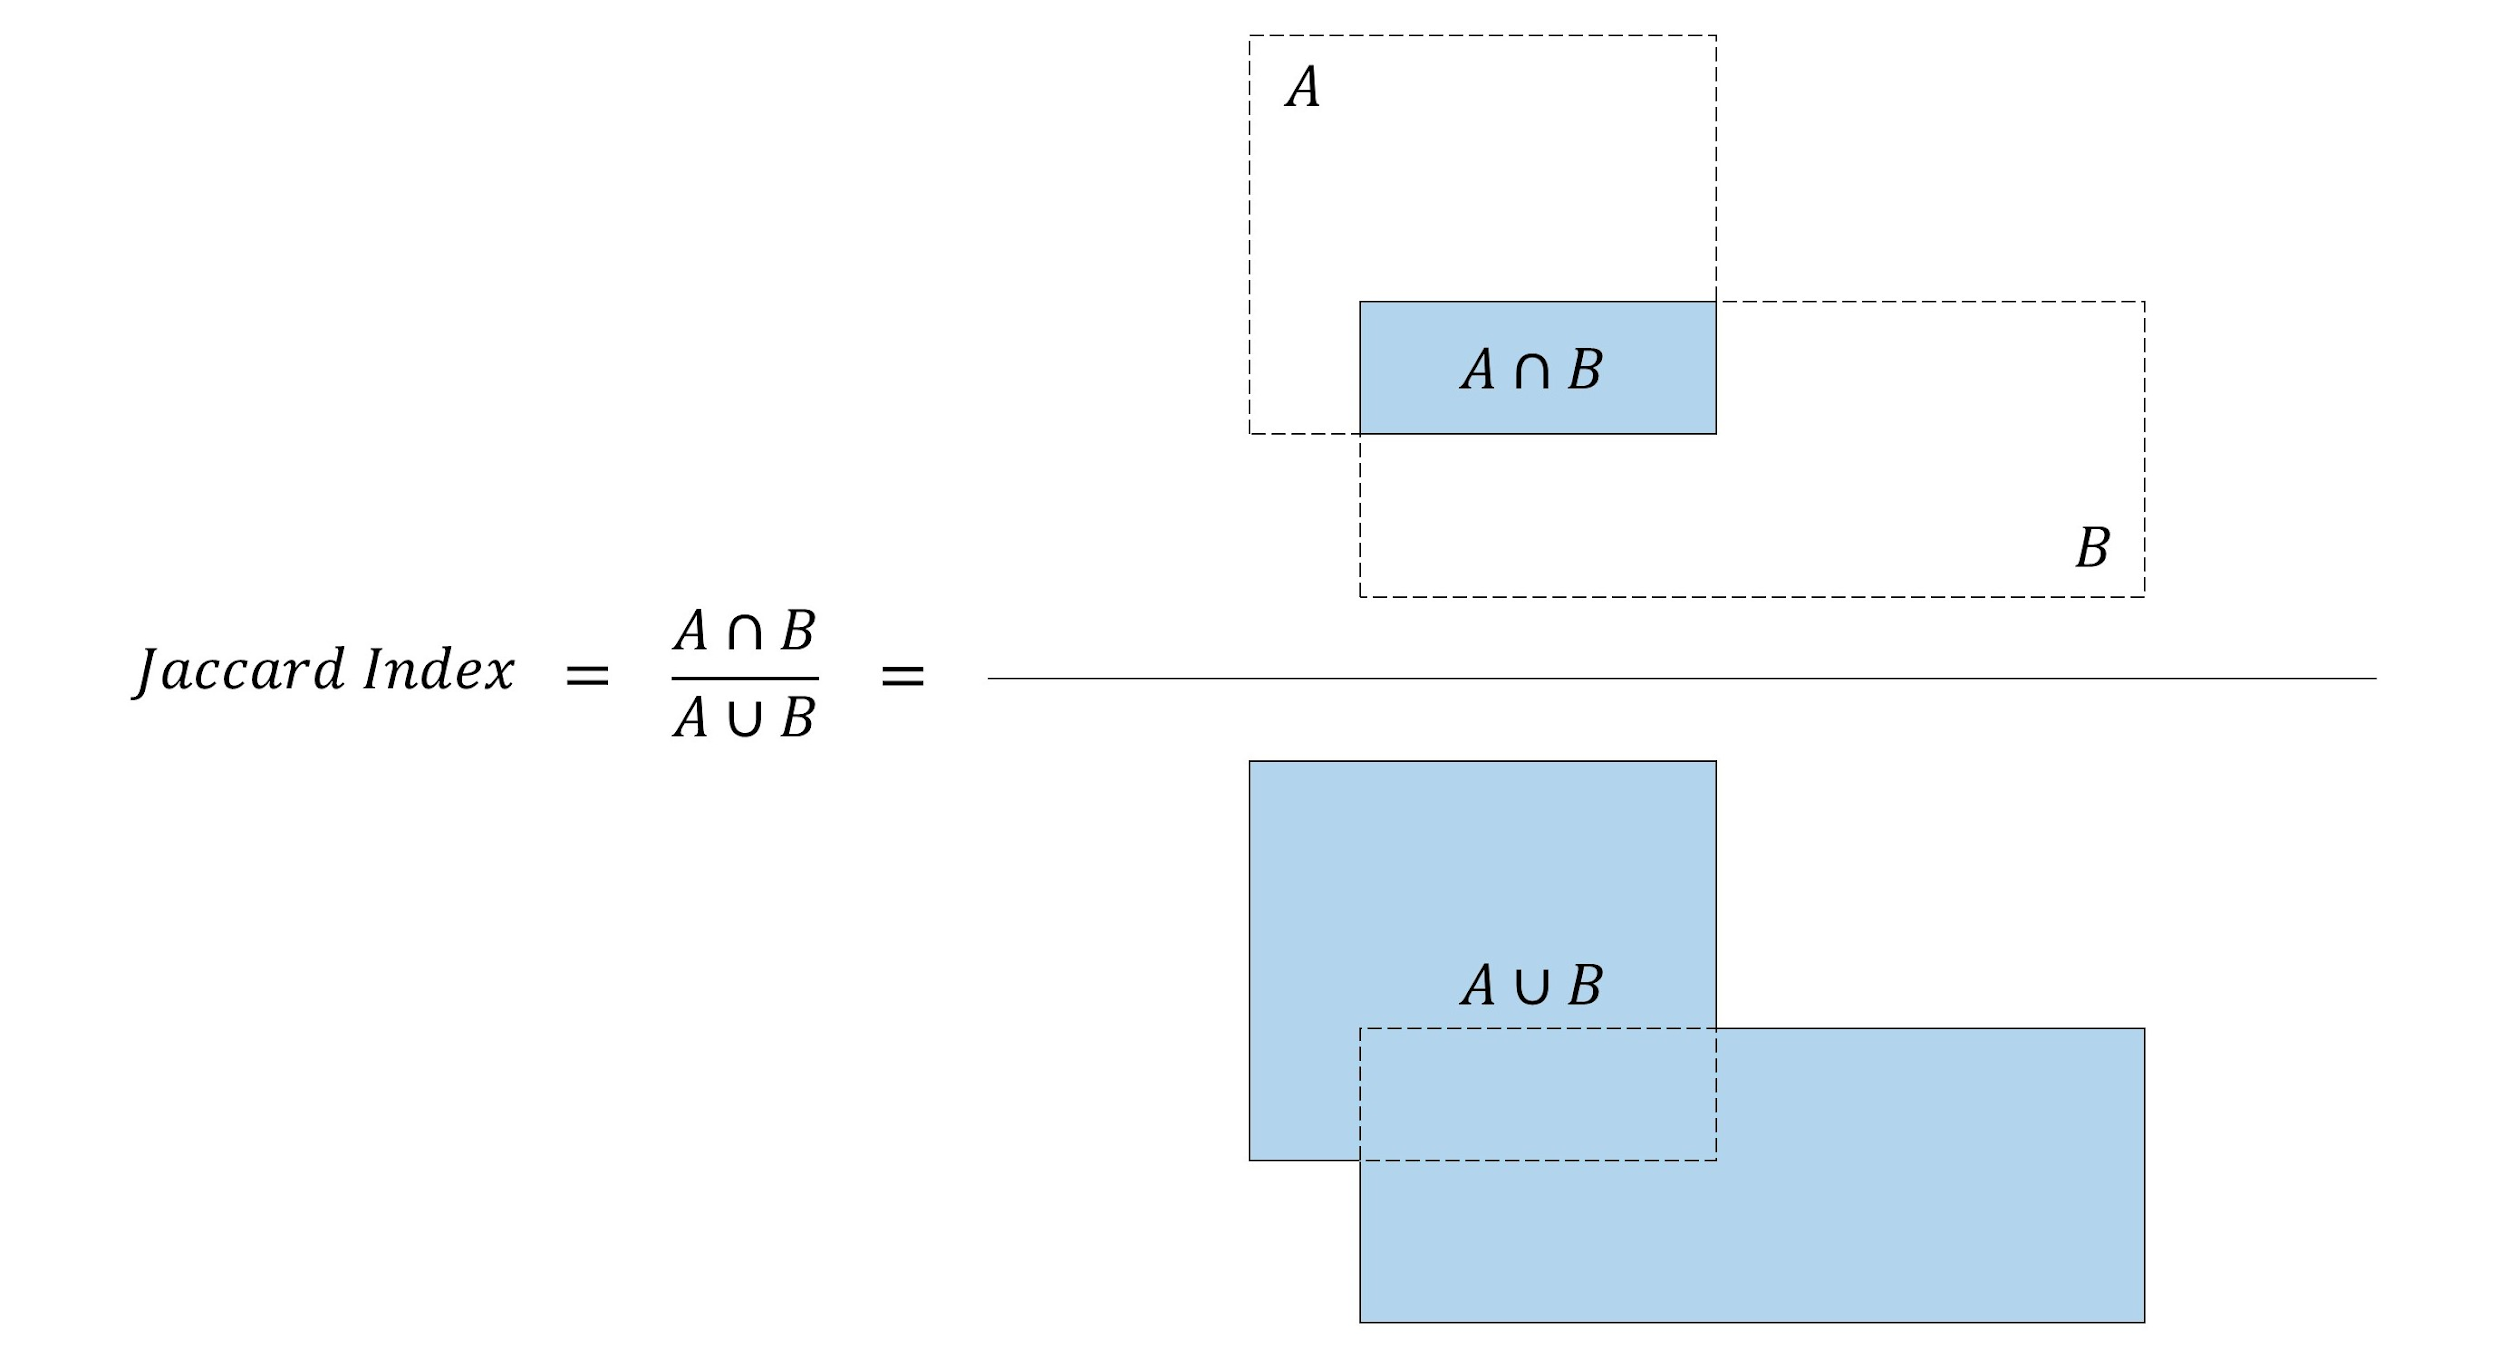 A
A ∩ B
B
Jaccard Index = A ∩ B / A ∪ B =
A ∪ B